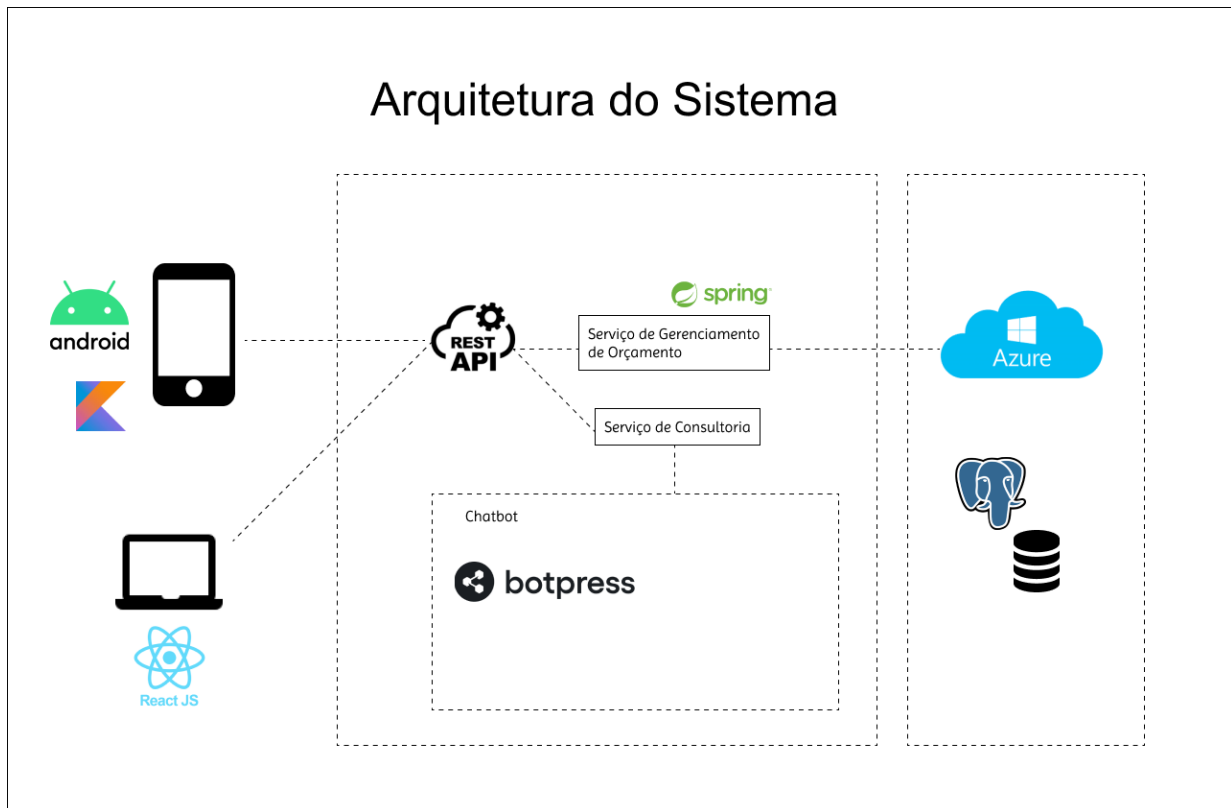 Arquitetura do Sistema
android
REST
API
spring
Serviço de Gerenciamento
de Orçamento
Azure
Serviço de Consultoria
Chatbot
botpress
React JS